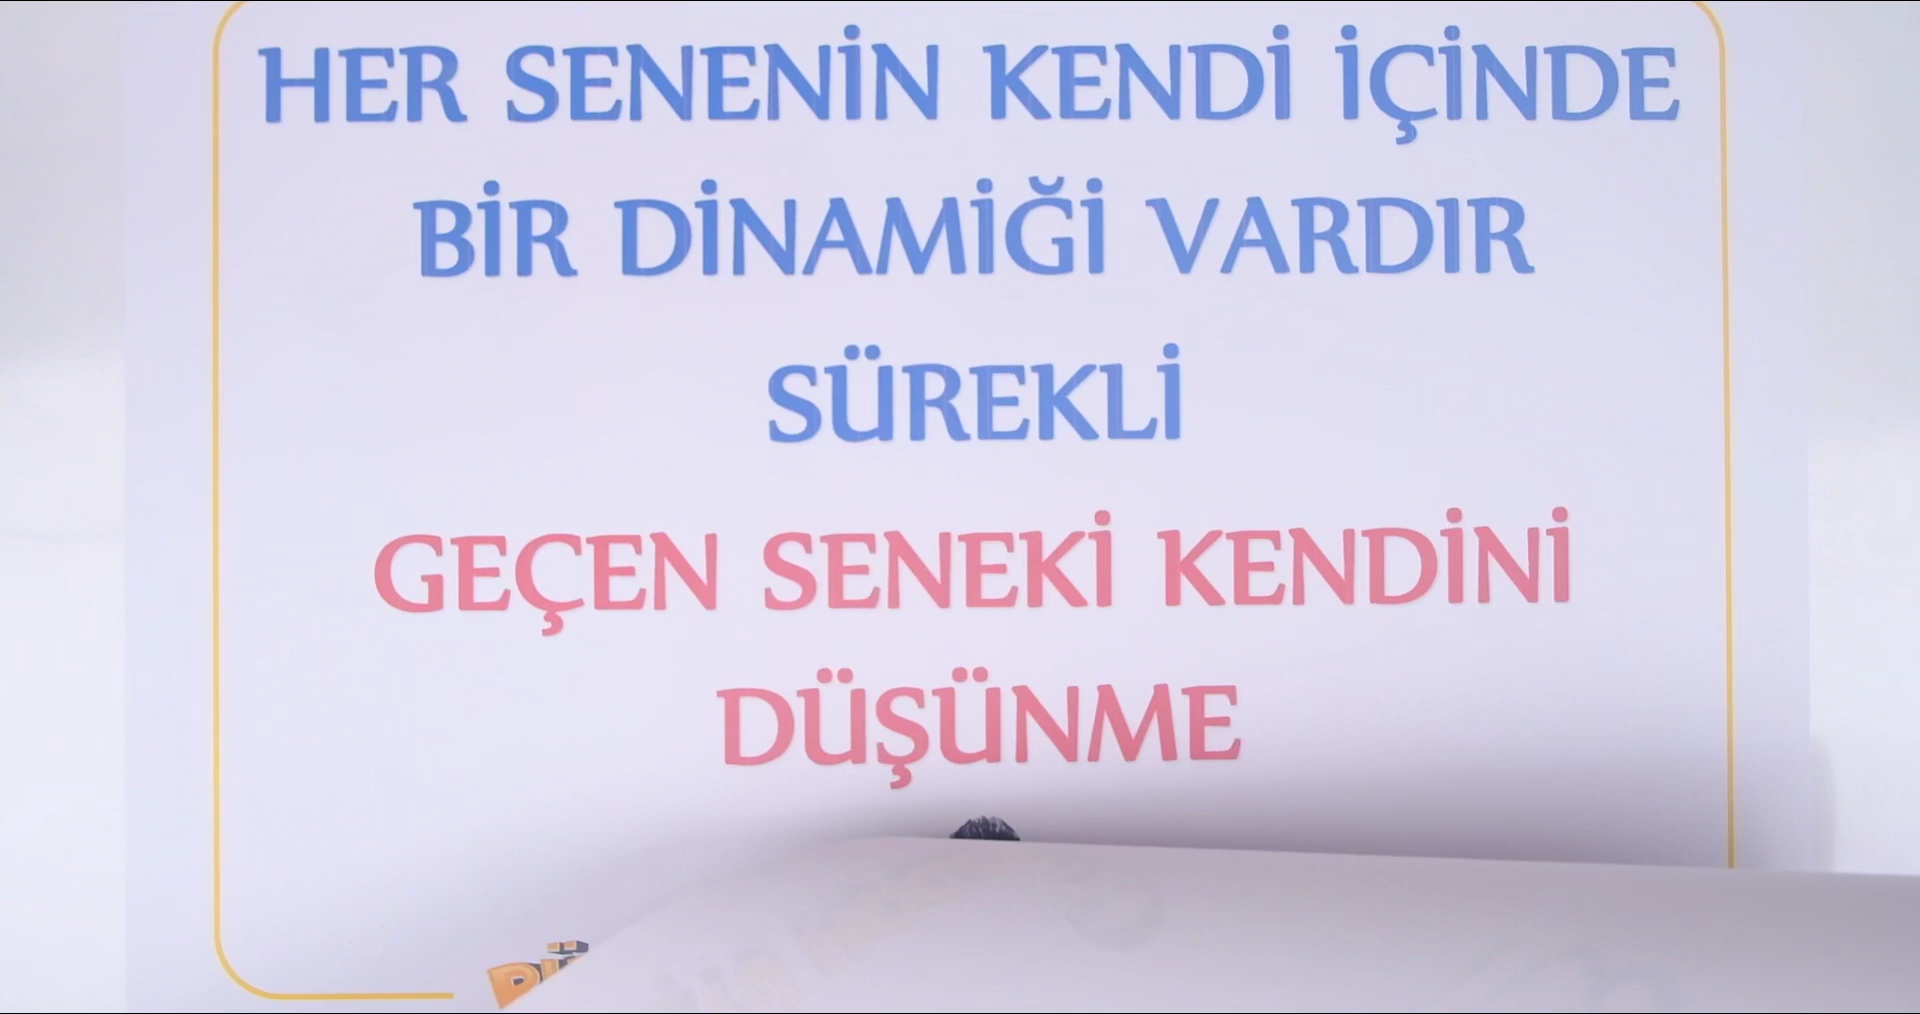 HER SENENİN KENDİ İÇİNDE
BİR DİNAMİĞİ VARDIR
SÜREKLİ
GEÇEN SENEKİ KENDİNİ
DÜŞÜNME